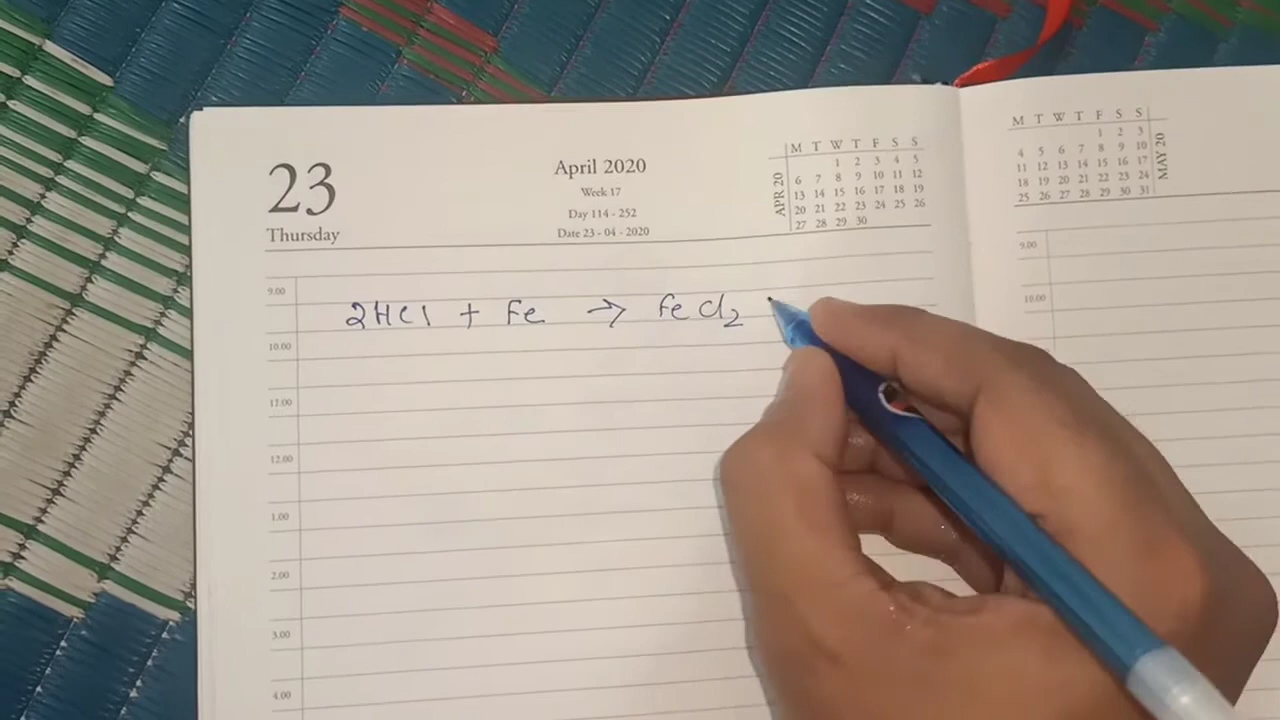 23
Thursday
April 2020
Week 17
Day 114 - 252
Date 23 - 04 - 2020
APR 20
M T W T F S S
1 2 3 4 5
6 7 8 9 10 11 12
13 14 15 16 17 18 19
20 21 22 23 24 25 26
27 28 29 30
9.00
2HCl + Fe → FeCl2
10.00
11.00
12.00
1.00
2.00
3.00
4.00
M T W T F S S
1 2 3
4 5 6 7 8 9 10
11 12 13 14 15 16 17
18 19 20 21 22 23 24
25 26 27 28 29 30 31
MAY 20
9.00
10.00